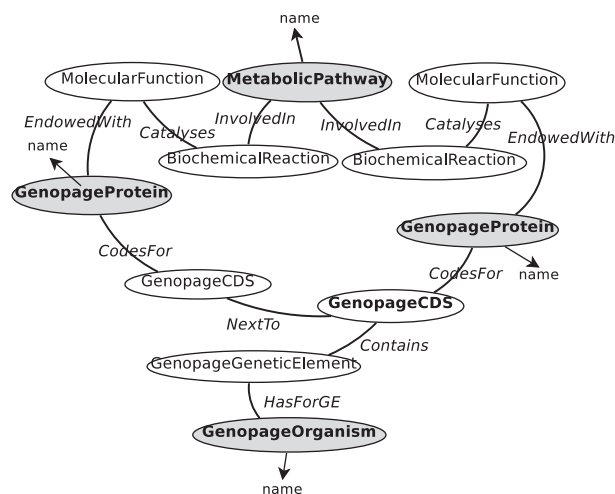 name
MolecularFunction
MetabolicPathway
MolecularFunction
EndowedWith
Catalyses
InvolvedIn
InvolvedIn
Catalyses
EndowedWith
name
BiochemicalReaction
BiochemicalReaction
GenopageProtein
GenopageProtein
CodesFor
CodesFor
name
GenopageCDS
GenopageCDS
NextTo
Contains
GenopageGeneticElement
HasForGE
GenopageOrganism
name